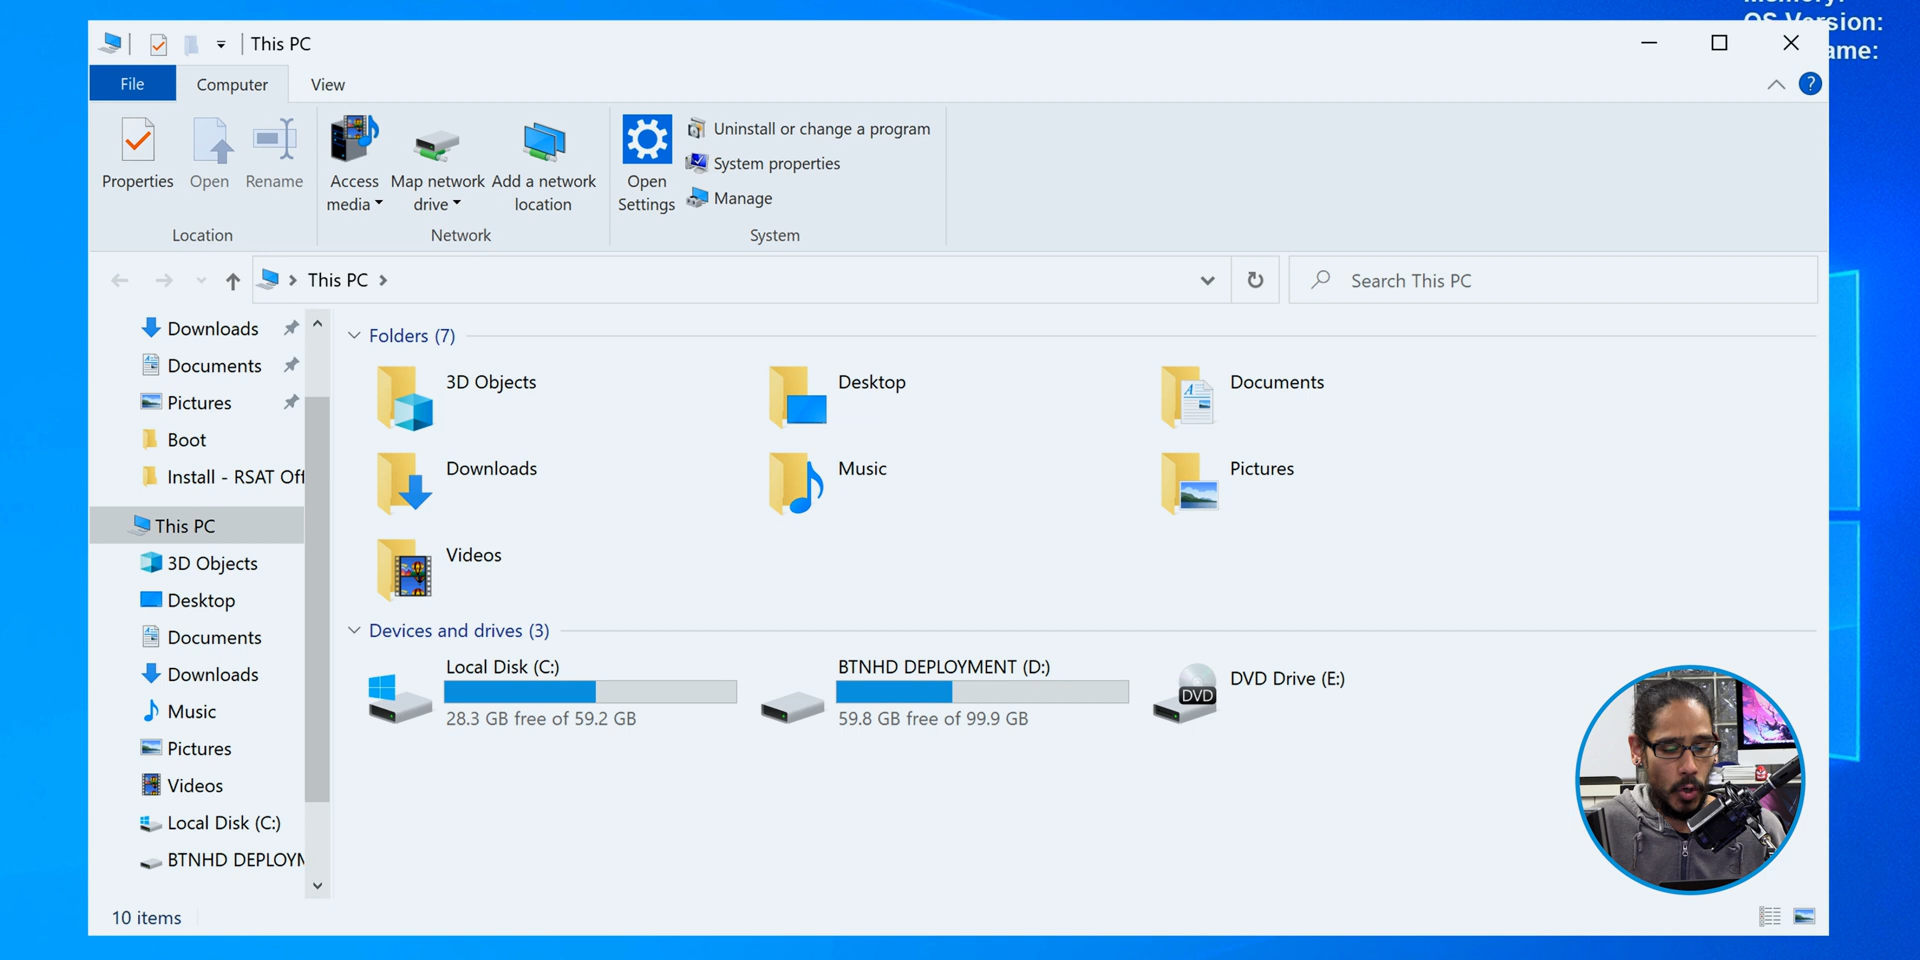 OS Version:
This PC
File
Computer
View
?
Properties
Open
Rename
Access media
Map network drive
Add a network location
Open Settings
Uninstall or change a program
System properties
Manage
Location
Network
System
This PC
Search This PC
Downloads
Documents
Pictures
Boot
Install - RSAT Off
This PC
3D Objects
Desktop
Documents
Downloads
Music
Pictures
Videos
Local Disk (C:)
BTNHD DEPLOYM
Folders (7)
3D Objects
Desktop
Documents
Downloads
Music
Pictures
Videos
Devices and drives (3)
Local Disk (C:)
28.3 GB free of 59.2 GB
BTNHD DEPLOYMENT (D:)
59.8 GB free of 99.9 GB
DVD
DVD Drive (E:)
10 items